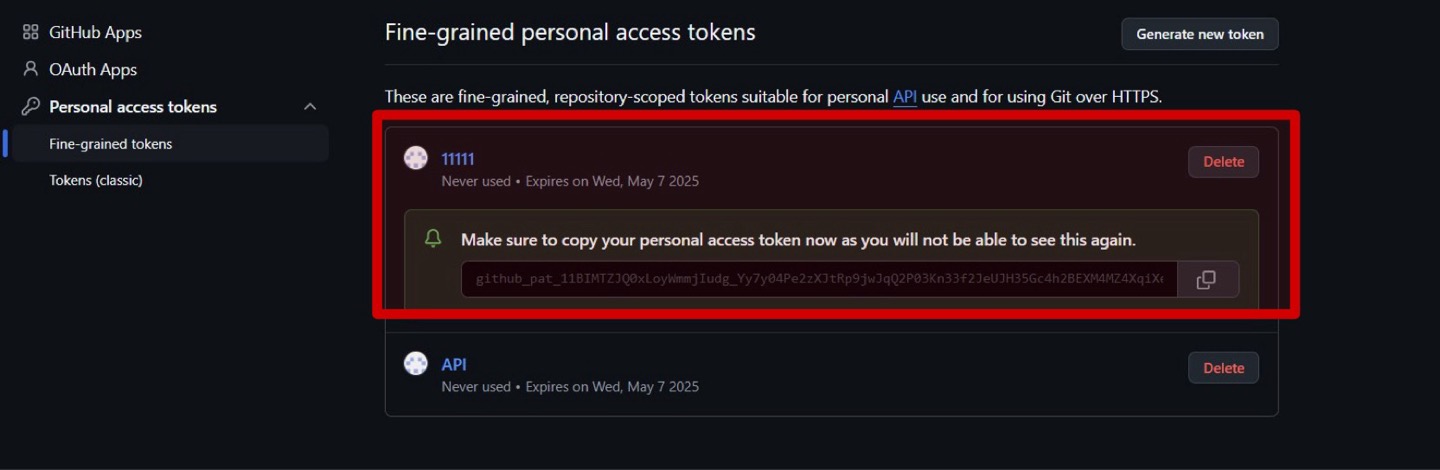 GitHub Apps
OAuth Apps
Personal access tokens
Fine-grained tokens
Tokens (classic)
Fine-grained personal access tokens
Generate new token
These are fine-grained, repository-scoped tokens suitable for personal API use and for using Git over HTTPS.
11111
Delete
Never used • Expires on Wed, May 7 2025
Make sure to copy your personal access token now as you will not be able to see this again.
API
Delete
Never used • Expires on Wed, May 7 2025